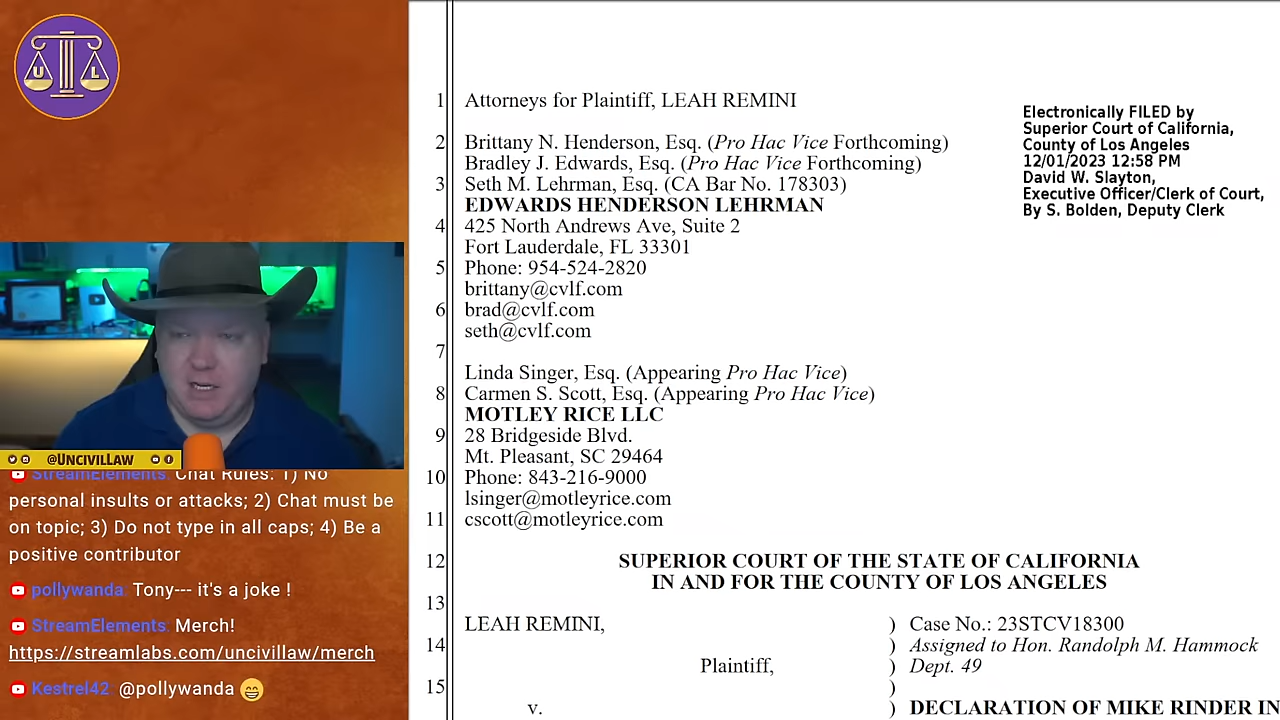 U L
@UNCIVILLAW
StreamElements: Chat Rules: 1) No
personal insults or attacks; 2) Chat must be
on topic; 3) Do not type in all caps; 4) Be a
positive contributor
pollywanda: Tony--- it's a joke !
StreamElements: Merch!
https://streamlabs.com/uncivillaw/merch
Kestrel42: @pollywanda 😁
1 Attorneys for Plaintiff, LEAH REMINI
2 Brittany N. Henderson, Esq. (Pro Hac Vice Forthcoming)
Bradley J. Edwards, Esq. (Pro Hac Vice Forthcoming)
3 Seth M. Lehrman, Esq. (CA Bar No. 178303)
EDWARDS HENDERSON LEHRMAN
4 425 North Andrews Ave, Suite 2
Fort Lauderdale, FL 33301
5 Phone: 954-524-2820
brittany@cvlf.com
6 brad@cvlf.com
seth@cvlf.com
7
Linda Singer, Esq. (Appearing Pro Hac Vice)
8 Carmen S. Scott, Esq. (Appearing Pro Hac Vice)
MOTLEY RICE LLC
9 28 Bridgeside Blvd.
Mt. Pleasant, SC 29464
10 Phone: 843-216-9000
lsinger@motleyrice.com
11 cscott@motleyrice.com
Electronically FILED by
Superior Court of California,
County of Los Angeles
12/01/2023 12:58 PM
David W. Slayton,
Executive Officer/Clerk of Court,
By S. Bolden, Deputy Clerk
12 SUPERIOR COURT OF THE STATE OF CALIFORNIA
IN AND FOR THE COUNTY OF LOS ANGELES
13
LEAH REMINI, ) Case No.: 23STCV18300
14 ) Assigned to Hon. Randolph M. Hammock
Plaintiff, ) Dept. 49
15 )
v. ) DECLARATION OF MIKE RINDER IN